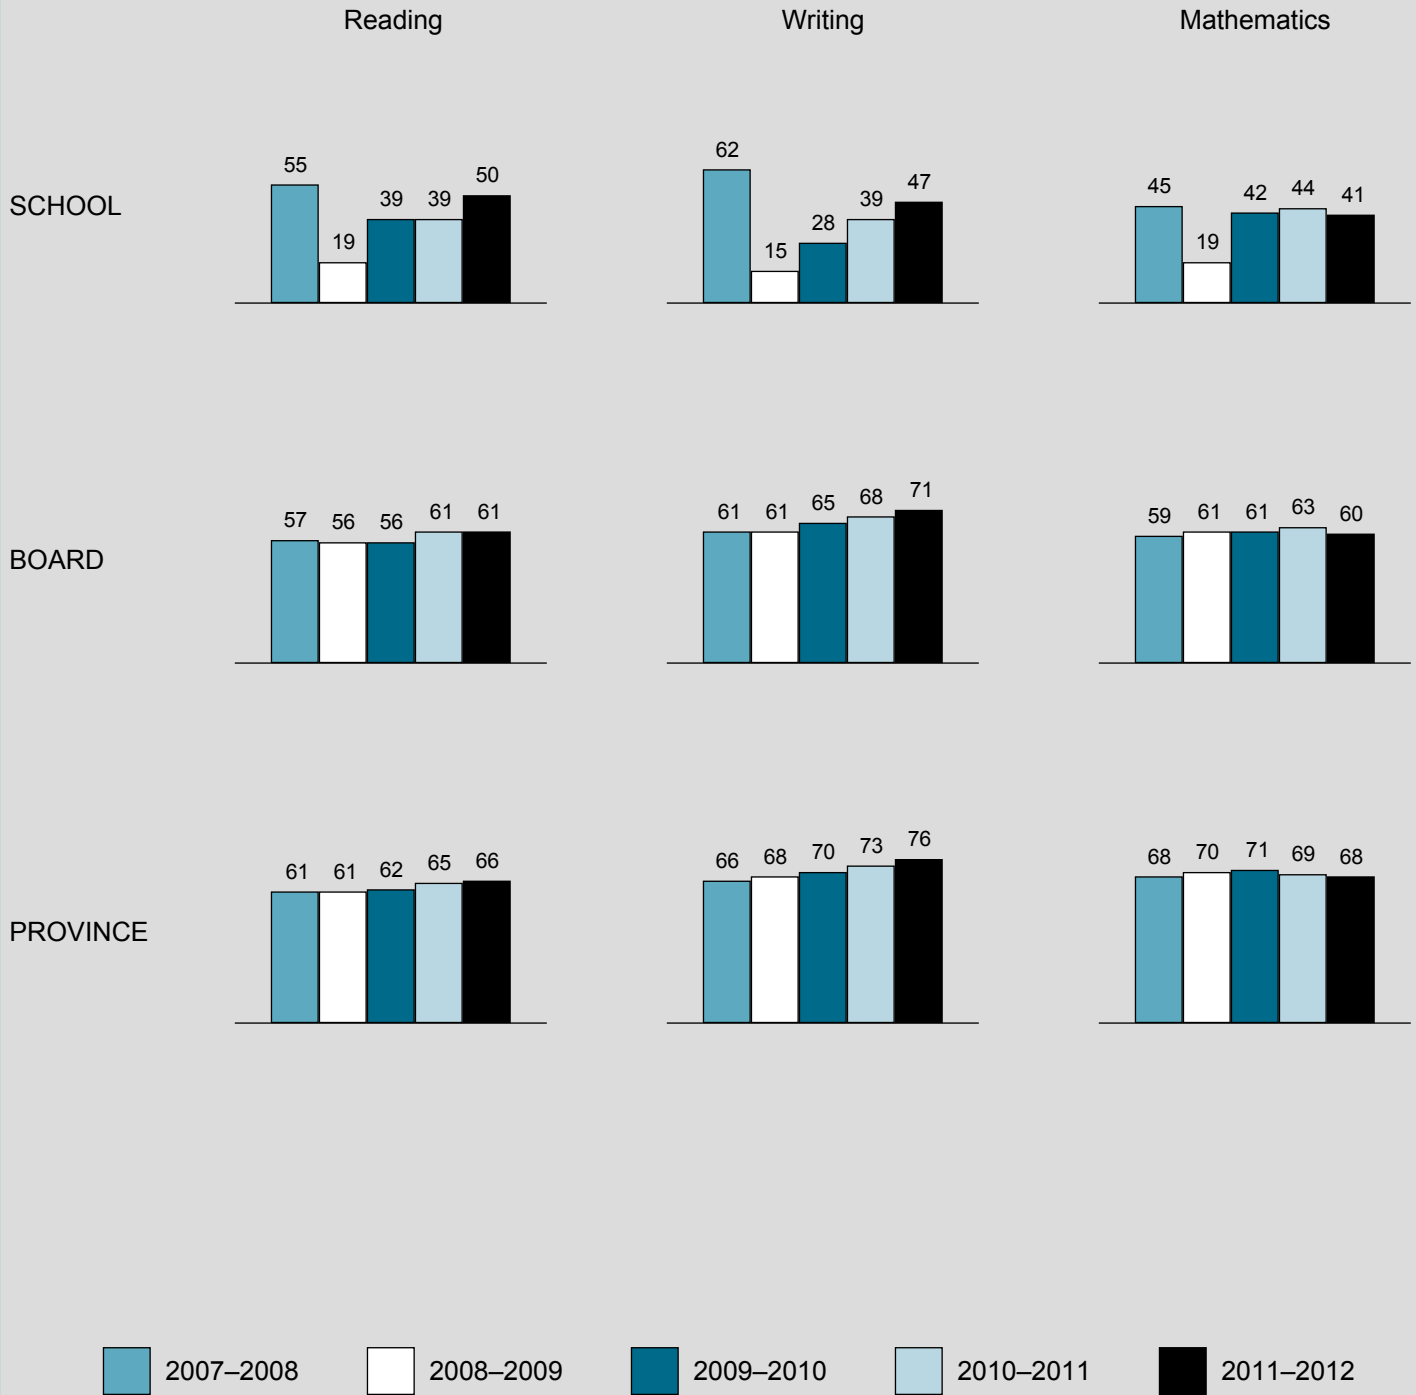 Reading Writing Mathematics
SCHOOL
55 19 39 39 50
62 15 28 39 47
45 19 42 44 41
BOARD
57 56 56 61 61
61 61 65 68 71
59 61 61 63 60
PROVINCE
61 61 62 65 66
66 68 70 73 76
68 70 71 69 68
2007–2008 2008–2009 2009–2010 2010–2011 2011–2012